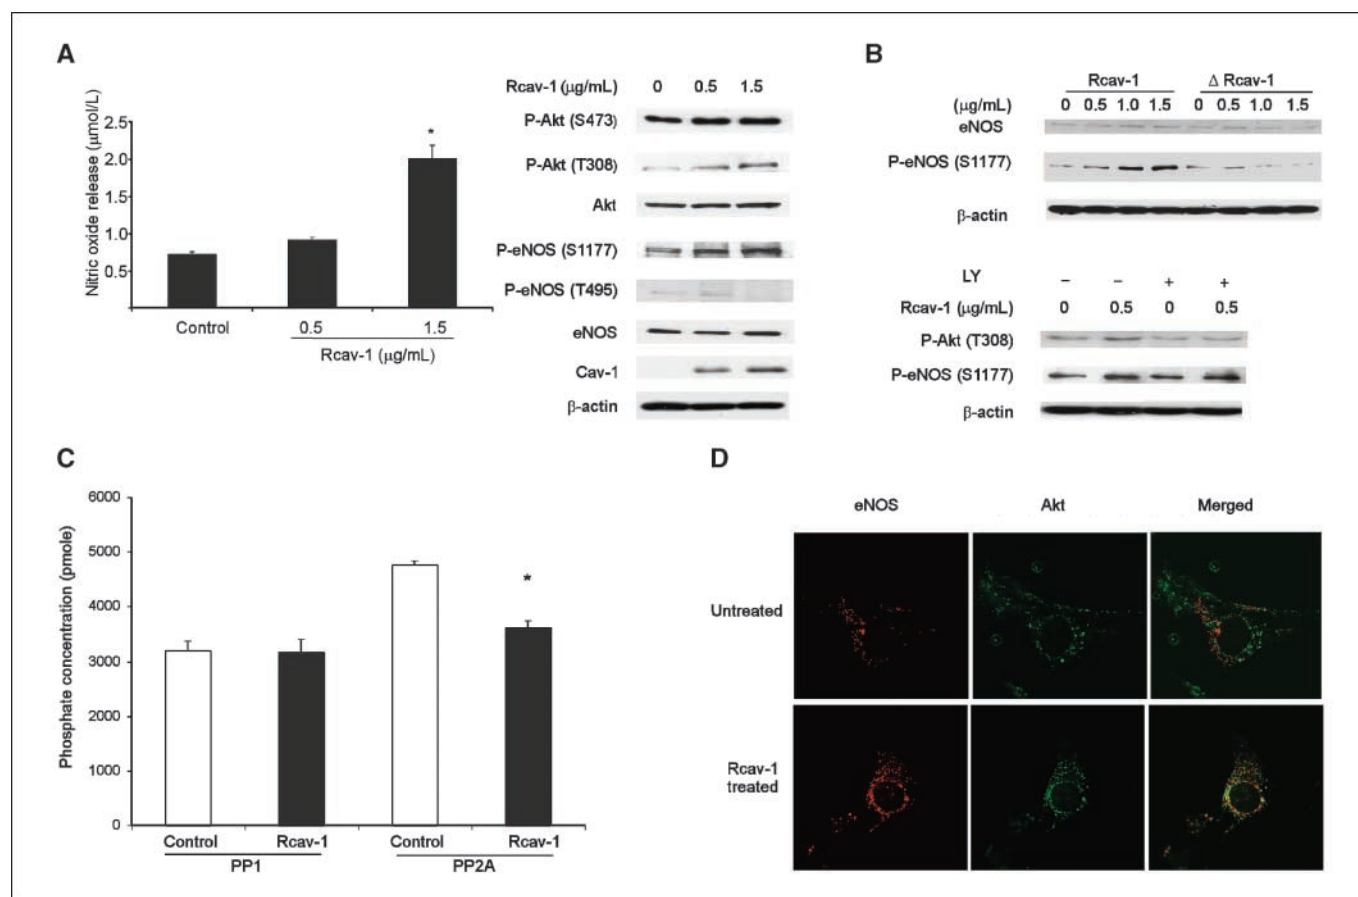 A
Nitric oxide release (μmol/L)
2.5
2.0
1.5
1.0
0.5
*
Control
0.5
1.5
Rcav-1 (μg/mL)
Rcav-1 (μg/mL) 0 0.5 1.5
P-Akt (S473)
P-Akt (T308)
Akt
P-eNOS (S1177)
P-eNOS (T495)
eNOS
Cav-1
β-actin
B
Rcav-1 Δ Rcav-1
(μg/mL) 0 0.5 1.0 1.5 0 0.5 1.0 1.5
eNOS
P-eNOS (S1177)
β-actin
LY – – + +
Rcav-1 (μg/mL) 0 0.5 0 0.5
P-Akt (T308)
P-eNOS (S1177)
β-actin
C
Phosphate concentration (pmole)
6000
5000
4000
3000
2000
1000
0
*
Control Rcav-1 Control Rcav-1
PP1 PP2A
D
eNOS Akt Merged
Untreated
Rcav-1
treated